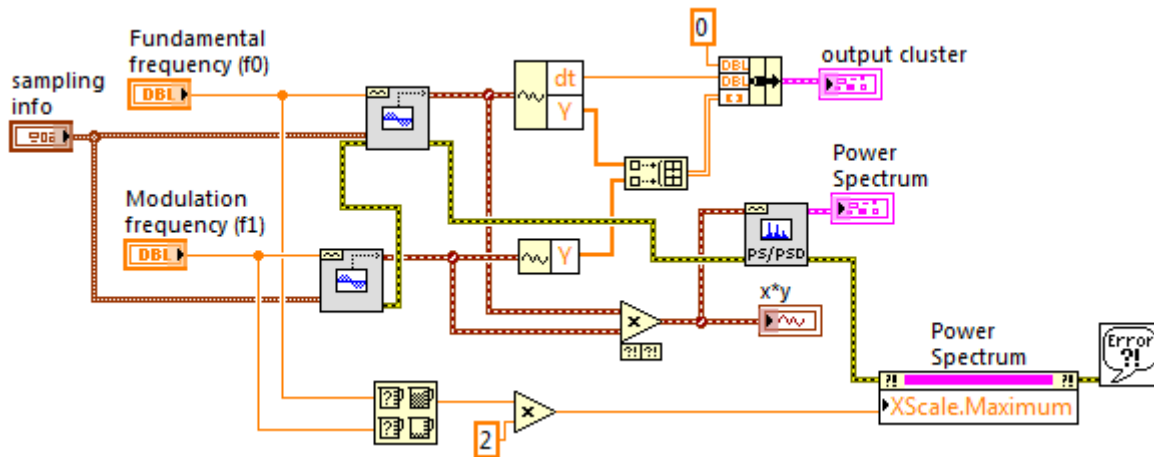 Fundamental
frequency (f0)
DBL
sampling
info
Modulation
frequency (f1)
DBL
dt
Y
Y
0
DBL
DBL
output cluster
Power
Spectrum
PS/PSD
x*y
x
?! ?!
Power
Spectrum
?! ?!
XScale.Maximum
Error
?!
? ?
x
2